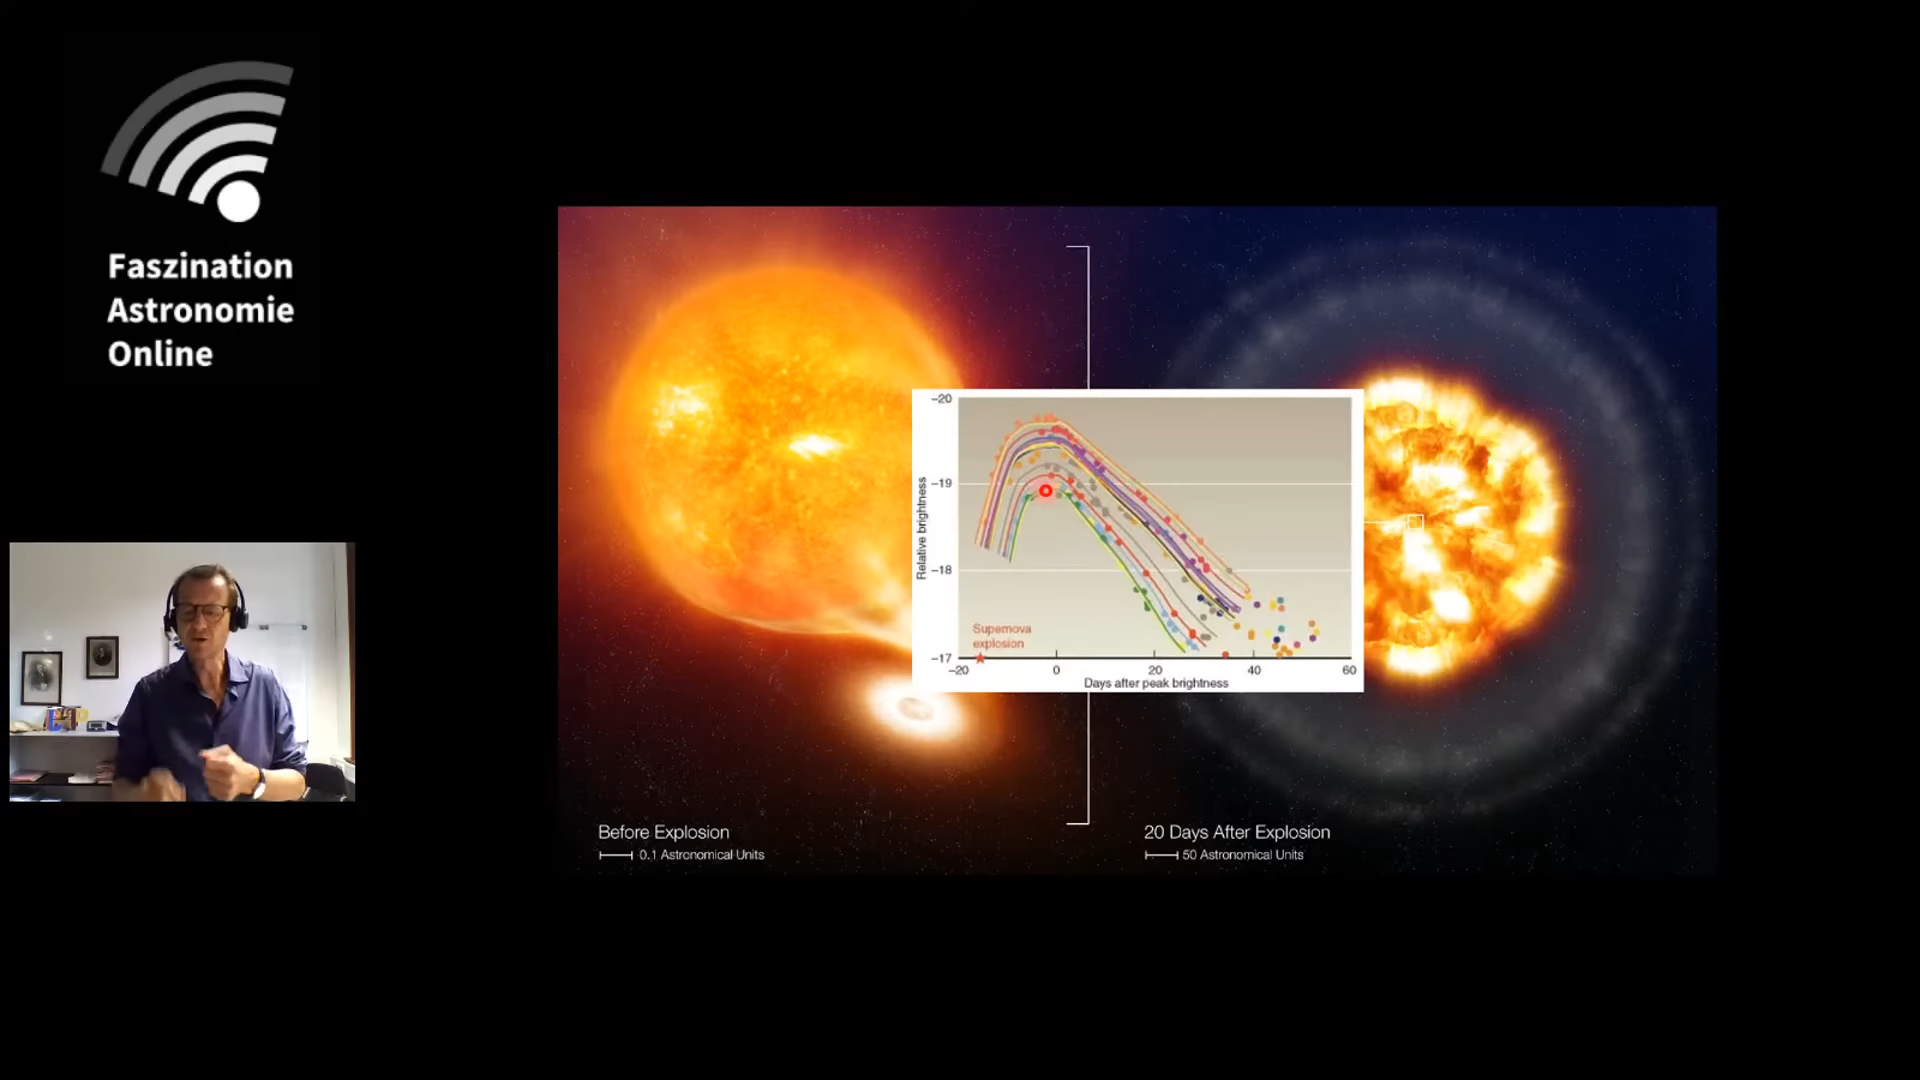 Faszination
Astronomie
Online
-20
-19
-18
-17
Relative brightness
Supernova
explosion
-20
0
20
40
60
Days after peak brightness
Before Explosion
0.1 Astronomical Units
20 Days After Explosion
50 Astronomical Units